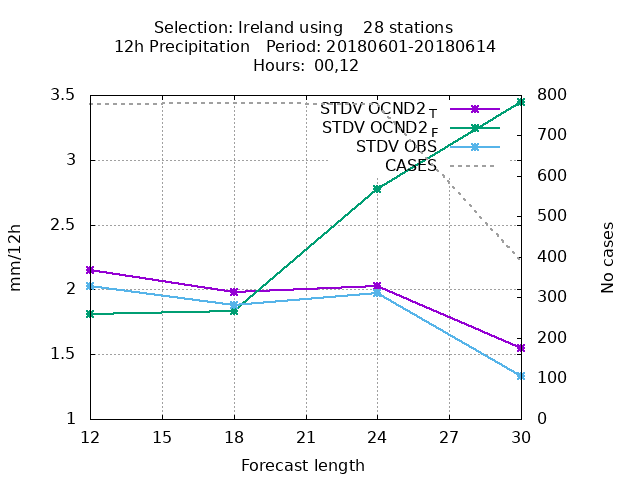 Selection: Ireland using    28 stations
12h Precipitation   Period: 20180601-20180614
Hours:  00,12
3.5
3
2.5
2
1.5
1
mm/12h
STDV OCND2 T
STDV OCND2 F
STDV OBS
CASES
800
700
600
500
400
300
200
100
0
No cases
12 15 18 21 24 27 30
Forecast length